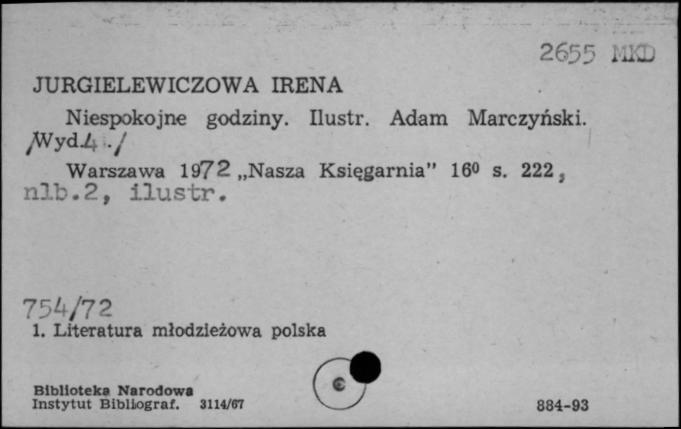 2655 MKD
JURGIELEWICZOWA IRENA
Niespokojne godziny. Ilustr. Adam Marczyński.
/Wyd.4 ./
Warszawa 1972 „Nasza Księgarnia” 16⁰ s. 222,
nlb.2, ilustr.
754/72
1. Literatura młodzieżowa polska
Biblioteka Narodowa
Instytut Bibliograf. 3114/67
884-93